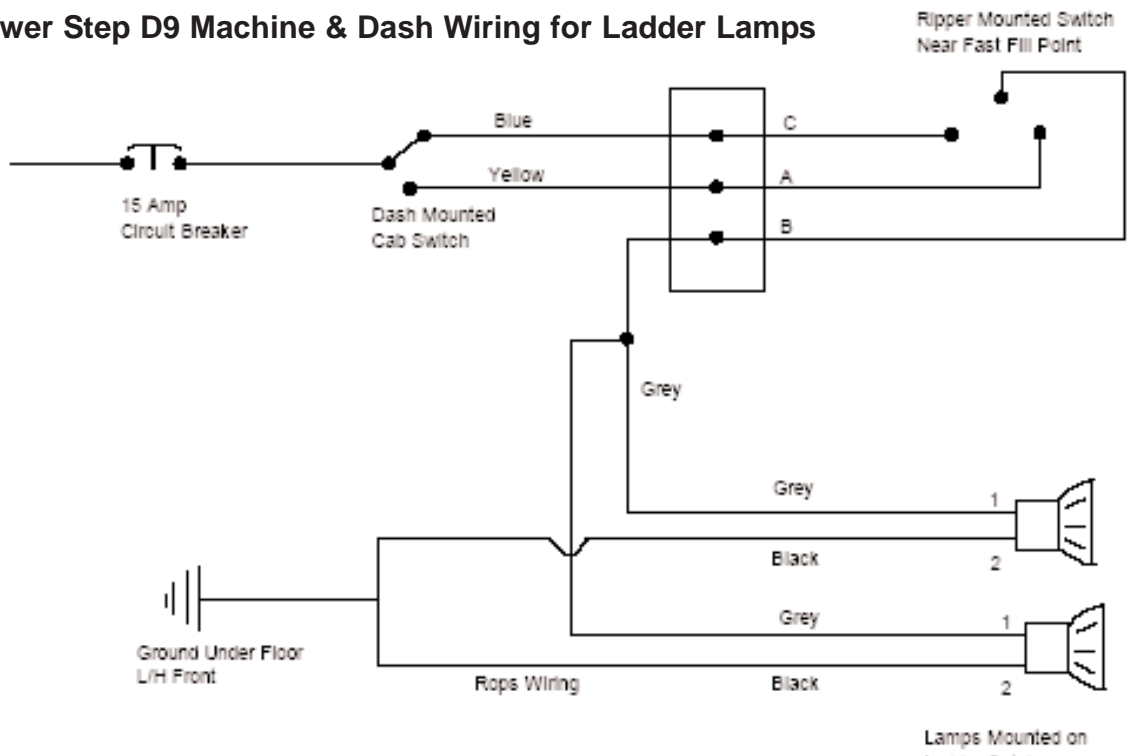 wer Step D9 Machine & Dash Wiring for Ladder Lamps
Ripper Mounted Switch
Near Fast Fill Point
Blue
C
Yellow
A
15 Amp
Circuit Breaker
Dash Mounted
Cab Switch
B
Grey
Grey
1
Black
2
Grey
1
Ground Under Floor
L/H Front
Rops Wiring
Black
2
Lamps Mounted on